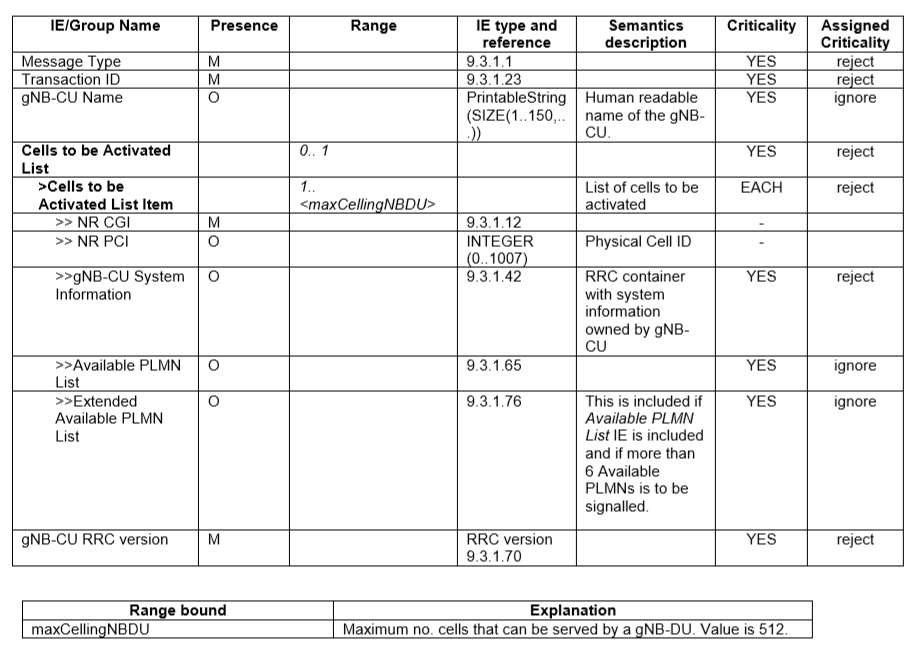 IE/Group Name Presence Range IE type and reference Semantics description Criticality Assigned Criticality
Message Type M 9.3.1.1 YES reject
Transaction ID M 9.3.1.23 YES reject
gNB-CU Name O PrintableString (SIZE(1..150,.. .)) Human readable name of the gNB-CU. YES ignore
Cells to be Activated List 0.. 1 YES reject
>Cells to be Activated List Item 1.. <maxCellingNBDU> List of cells to be activated EACH reject
>> NR CGI M 9.3.1.12 -
>> NR PCI O INTEGER (0..1007) Physical Cell ID -
>>gNB-CU System Information O 9.3.1.42 RRC container with system information owned by gNB-CU YES reject
>>Available PLMN List O 9.3.1.65 YES ignore
>>Extended Available PLMN List O 9.3.1.76 This is included if Available PLMN List IE is included and if more than 6 Available PLMNs is to be signalled. YES ignore
gNB-CU RRC version M RRC version 9.3.1.70 YES reject
Range bound Explanation
maxCellingNBDU Maximum no. cells that can be served by a gNB-DU. Value is 512.